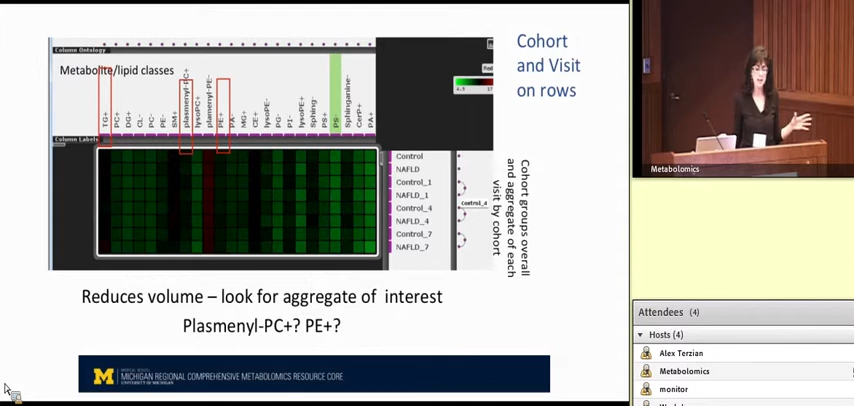 Column Ontology
Metabolite/lipid classes
TG+
PC+
DG+
CL-
PC-
PE-
SM+
plasmenyl-PC+
lysoPC+
plamenyl-PE-
PE+
PA-
MG+
CE+
lysoPE-
PG-
PI-
lysoPE+
Sphing-
PS+
PS-
Sphinganine-
CerP+
PA+
Column Labels
Control
NAFLD
Control_1
NAFLD_1
Control_4
NAFLD_4
Control_7
NAFLD_7
Control_4
Cohort
and Visit
on rows
Cohort groups overall
and aggregate of each
visit by cohort
Reduces volume – look for aggregate of interest
Plasmenyl-PC+? PE+?
M
MEDICAL SCHOOL
MICHIGAN REGIONAL COMPREHENSIVE METABOLOMICS RESOURCE CORE
UNIVERSITY OF MICHIGAN
Metabolomics
Attendees (4)
Hosts (4)
Alex Terzian
Metabolomics
monitor